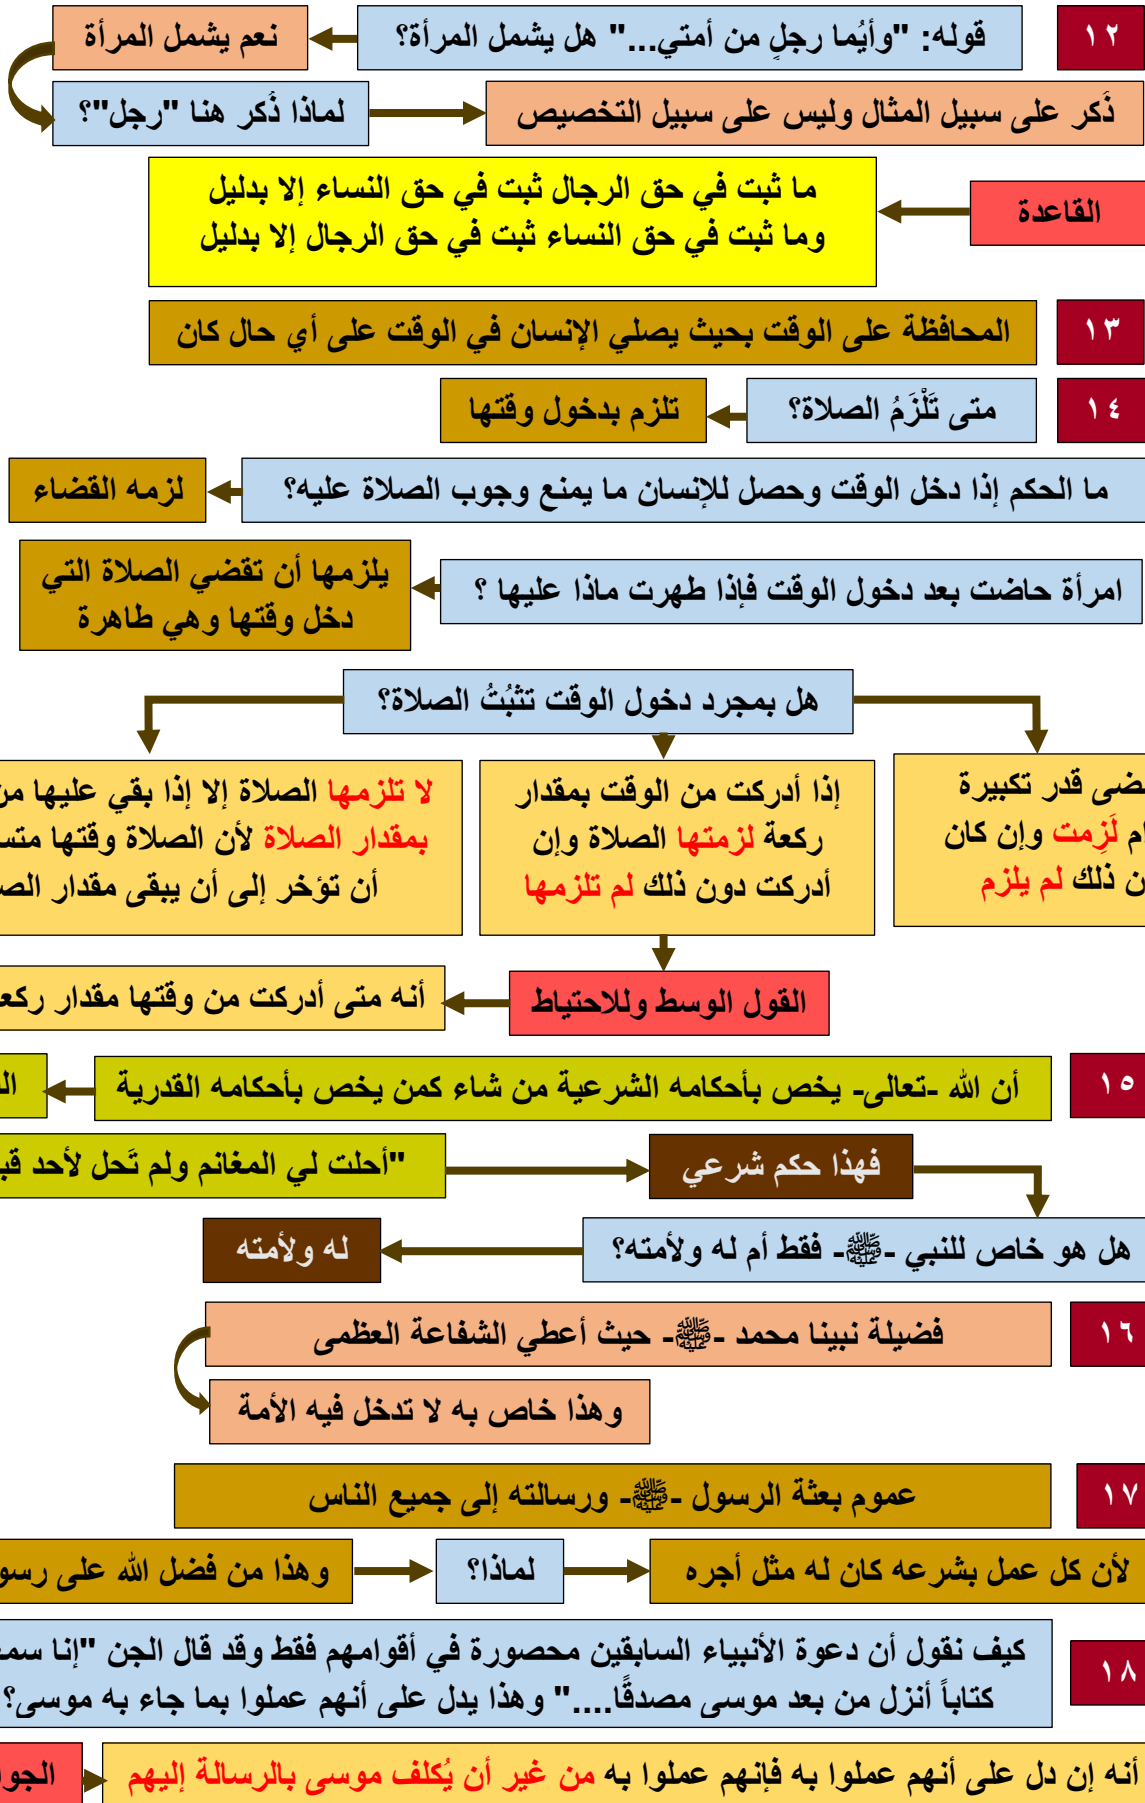 ١٢
قوله: "وأيُما رجلٍ من أمتي..." هل يشمل المرأة؟
نعم يشمل المرأة
لماذا ذُكر هنا "رجل"؟
ذُكر على سبيل المثال وليس على سبيل التخصيص
القاعدة
ما ثبت في حق الرجال ثبت في حق النساء إلا بدليل
وما ثبت في حق النساء ثبت في حق الرجال إلا بدليل
١٣
المحافظة على الوقت بحيث يصلي الإنسان في الوقت على أي حال كان
١٤
متى تَلْزَمُ الصلاة؟
تلزم بدخول وقتها
ما الحكم إذا دخل الوقت وحصل للإنسان ما يمنع وجوب الصلاة عليه؟
لزمه القضاء
امرأة حاضت بعد دخول الوقت فإذا طهرت ماذا عليها ؟
يلزمها أن تقضي الصلاة التي
دخل وقتها وهي طاهرة
هل بمجرد دخول الوقت تثبُتُ الصلاة؟
قدر تكبيرة
لَزِمت وإن كان
ذلك لم يلزم
إذا أدركت من الوقت بمقدار
ركعة لزمتها الصلاة وإن
أدركت دون ذلك لم تلزمها
لا تلزمها الصلاة إلا إذا بقي عليها
بمقدار الصلاة لأن الصلاة وقتها
أن تؤخر إلى أن يبقى مقدار
القول الوسط وللاحتياط
أنه متى أدركت من وقتها مقدار
١٥
أن الله -تعالى- يخص بأحكامه الشرعية من شاء كمن يخص بأحكامه القدرية
"أحلت لي المغانم ولم تَحل لأحد
فهذا حكم شرعي
هل هو خاص للنبي -ﷺ- فقط أم له ولأمته؟
له ولأمته
١٦
فضيلة نبينا محمد -ﷺ- حيث أعطي الشفاعة العظمى
وهذا خاص به لا تدخل فيه الأمة
١٧
عموم بعثة الرسول -ﷺ- ورسالته إلى جميع الناس
وهذا من فضل الله على
لماذا؟
لأن كل عمل بشرعه كان له مثل أجره
١٨
كيف نقول أن دعوة الأنبياء السابقين محصورة في أقوامهم فقط وقد قال الجن "إنا
كتاباً أنزل من بعد موسى مصدقًا...." وهذا يدل على أنهم عملوا بما جاء به موسى؟
أنه إن دل على أنهم عملوا به فإنهم عملوا به من غير أن يُكلف موسى بالرسالة إليهم